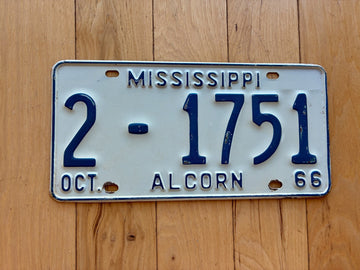 MISSISSIPPI
2-1751
OCT. ALCORN 66